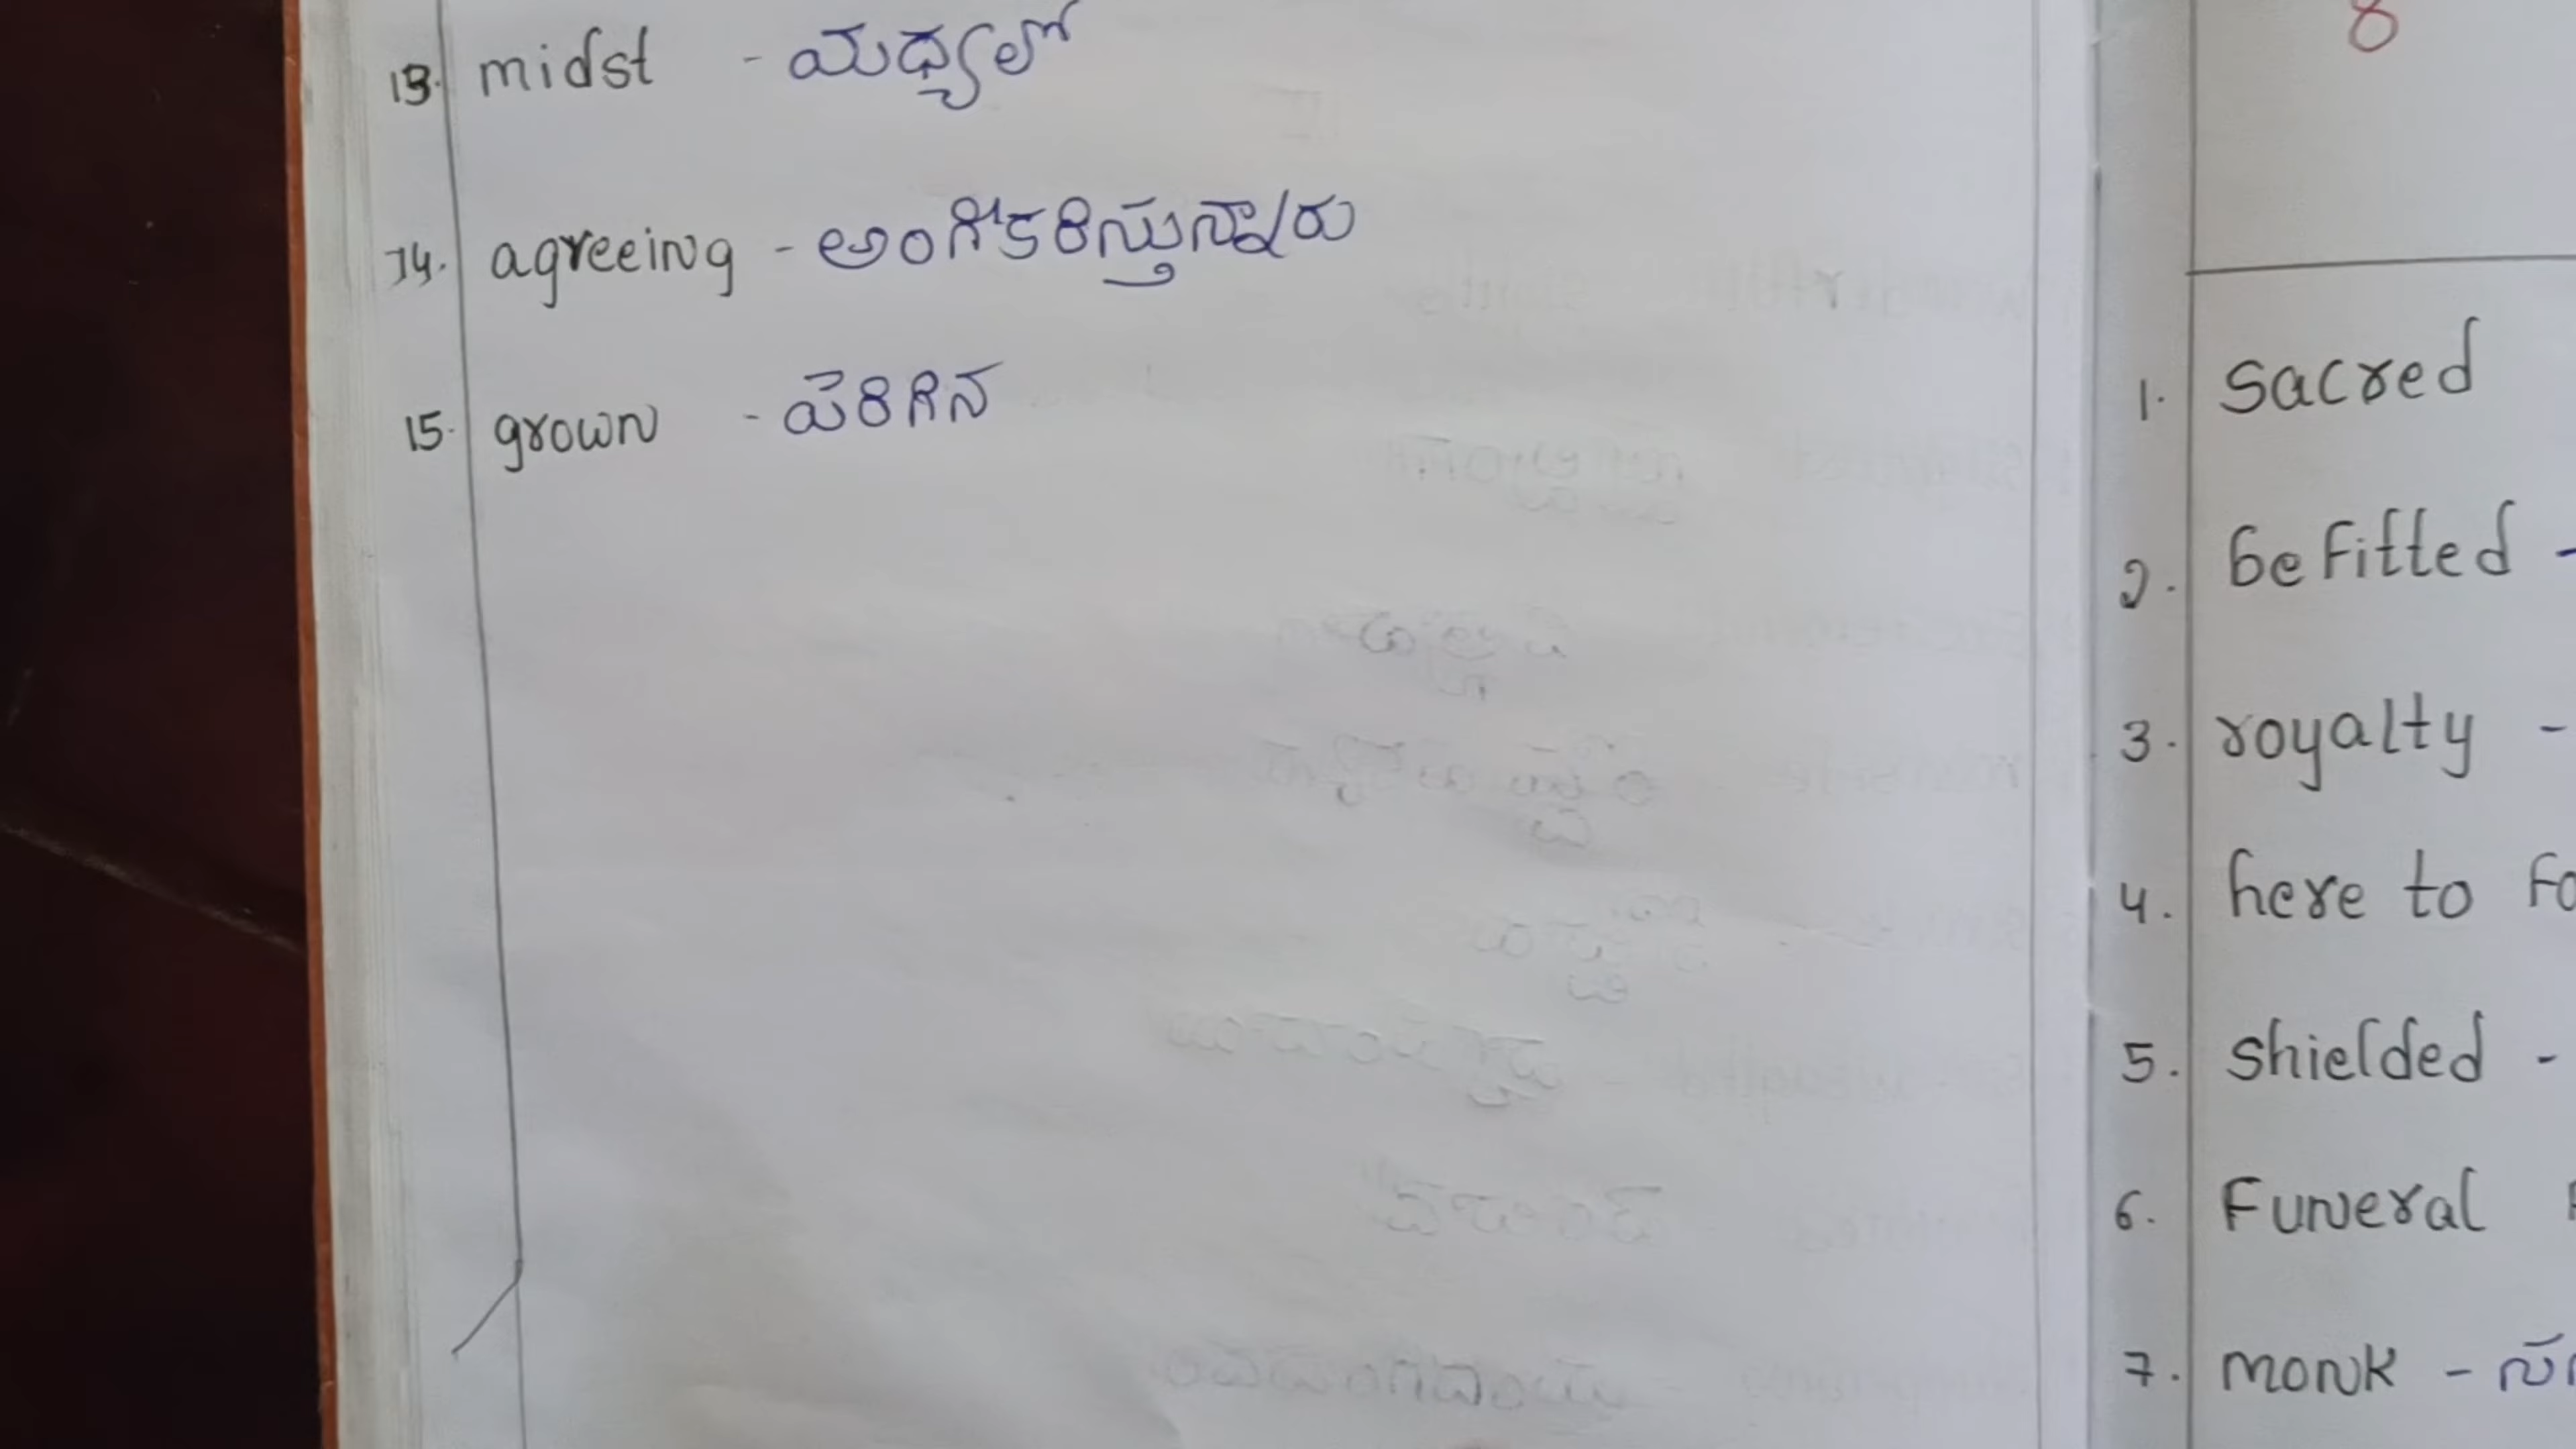 13. midst - మధ్యలో
14. agreeing - అంగీకరిస్తున్నారు
15. grown - పెరిగిన
8
1. Sacred
2. befitted -
3. royalty -
4. here to
5. shielded -
6. Funeral
7. monk -